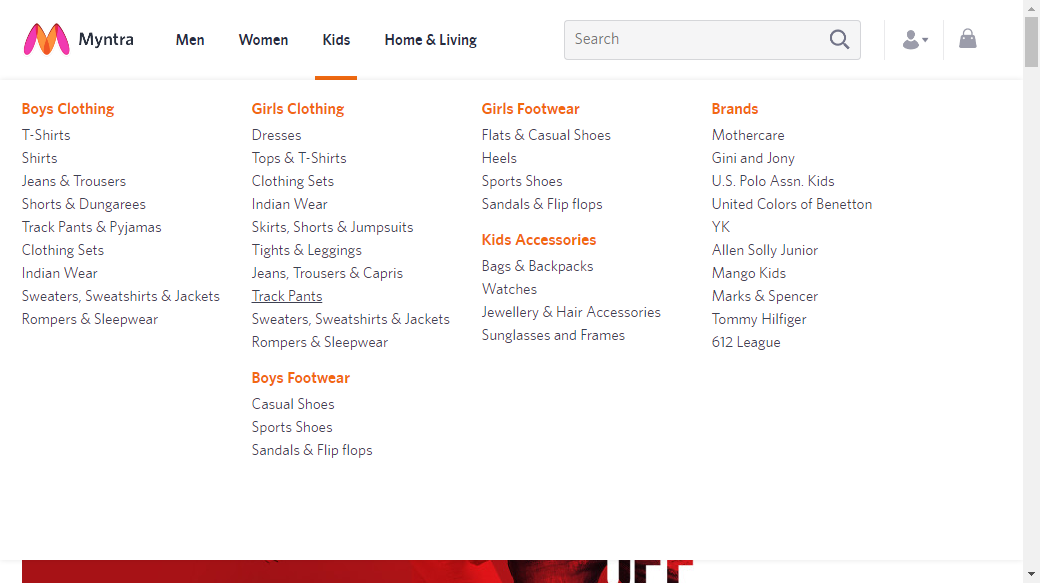 Myntra
Men
Women
Kids
Home & Living
Search
Boys Clothing
T-Shirts
Shirts
Jeans & Trousers
Shorts & Dungarees
Track Pants & Pyjamas
Clothing Sets
Indian Wear
Sweaters, Sweatshirts & Jackets
Rompers & Sleepwear
Girls Clothing
Dresses
Tops & T-Shirts
Clothing Sets
Indian Wear
Skirts, Shorts & Jumpsuits
Tights & Leggings
Jeans, Trousers & Capris
Track Pants
Sweaters, Sweatshirts & Jackets
Rompers & Sleepwear
Boys Footwear
Casual Shoes
Sports Shoes
Sandals & Flip flops
Girls Footwear
Flats & Casual Shoes
Heels
Sports Shoes
Sandals & Flip flops
Kids Accessories
Bags & Backpacks
Watches
Jewellery & Hair Accessories
Sunglasses and Frames
Brands
Mothercare
Gini and Jony
U.S. Polo Assn. Kids
United Colors of Benetton
YK
Allen Solly Junior
Mango Kids
Marks & Spencer
Tommy Hilfiger
612 League